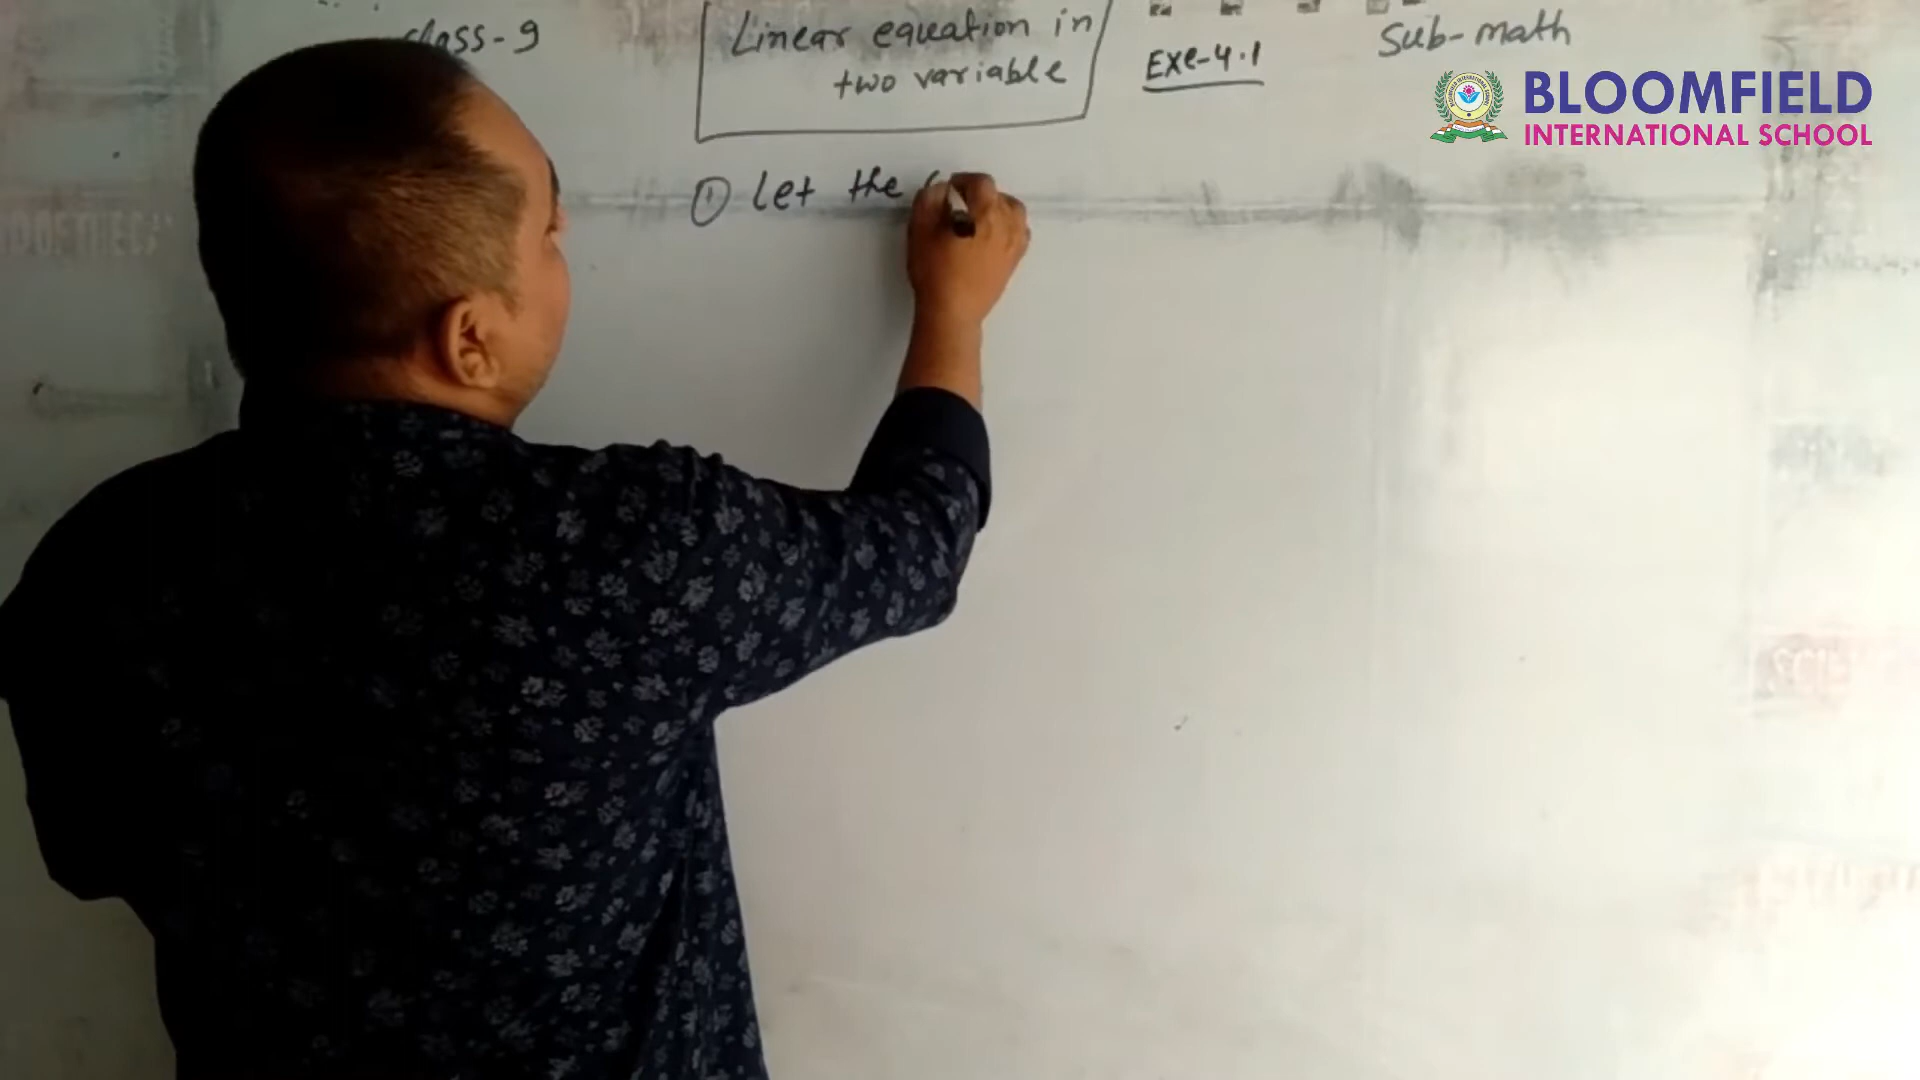 class-9
Linear equation in
two variable
Exe-4.1
Sub-math
BLOOMFIELD
INTERNATIONAL SCHOOL
① Let the